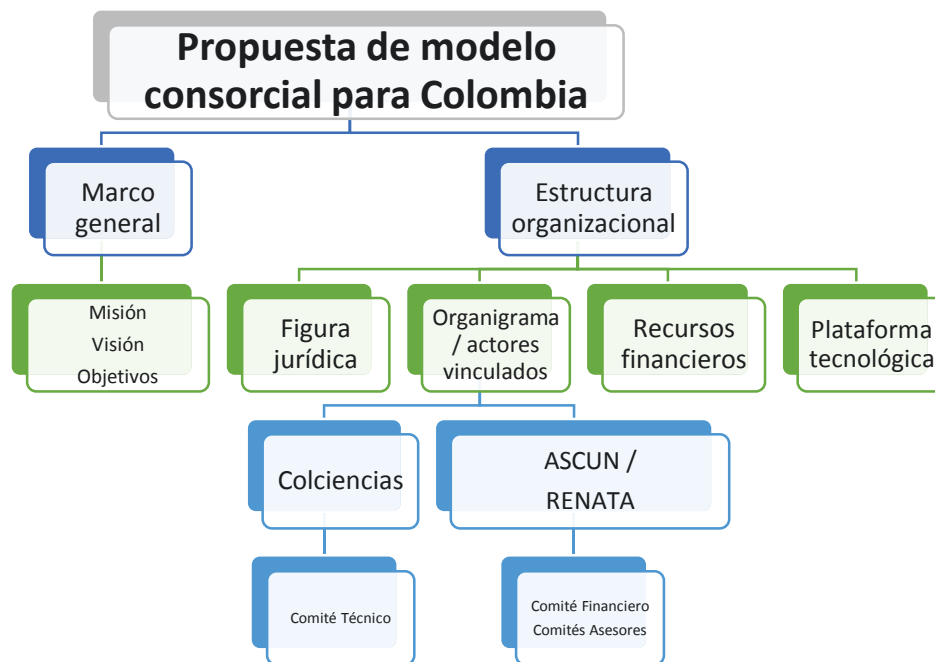 Propuesta de modelo
consorcial para Colombia
Marco
general
Estructura
organizacional
Misión
Visión
Objetivos
Figura
jurídica
Organigrama
/ actores
vinculados
Recursos
financieros
Plataforma
tecnológica
Colciencias
ASCUN /
RENATA
Comité Técnico
Comité Financiero
Comités Asesores